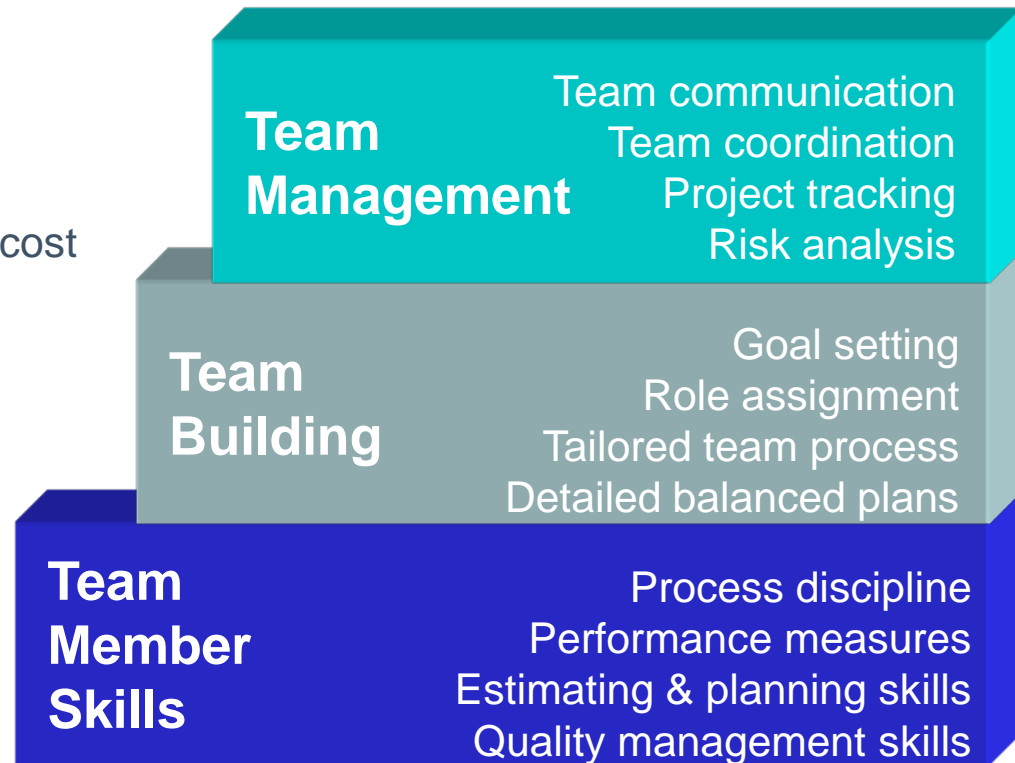 Team
Management
Team communication
Team coordination
Project tracking
Risk analysis
cost
Team
Building
Goal setting
Role assignment
Tailored team process
Detailed balanced plans
Team
Member
Skills
Process discipline
Performance measures
Estimating & planning skills
Quality management skills